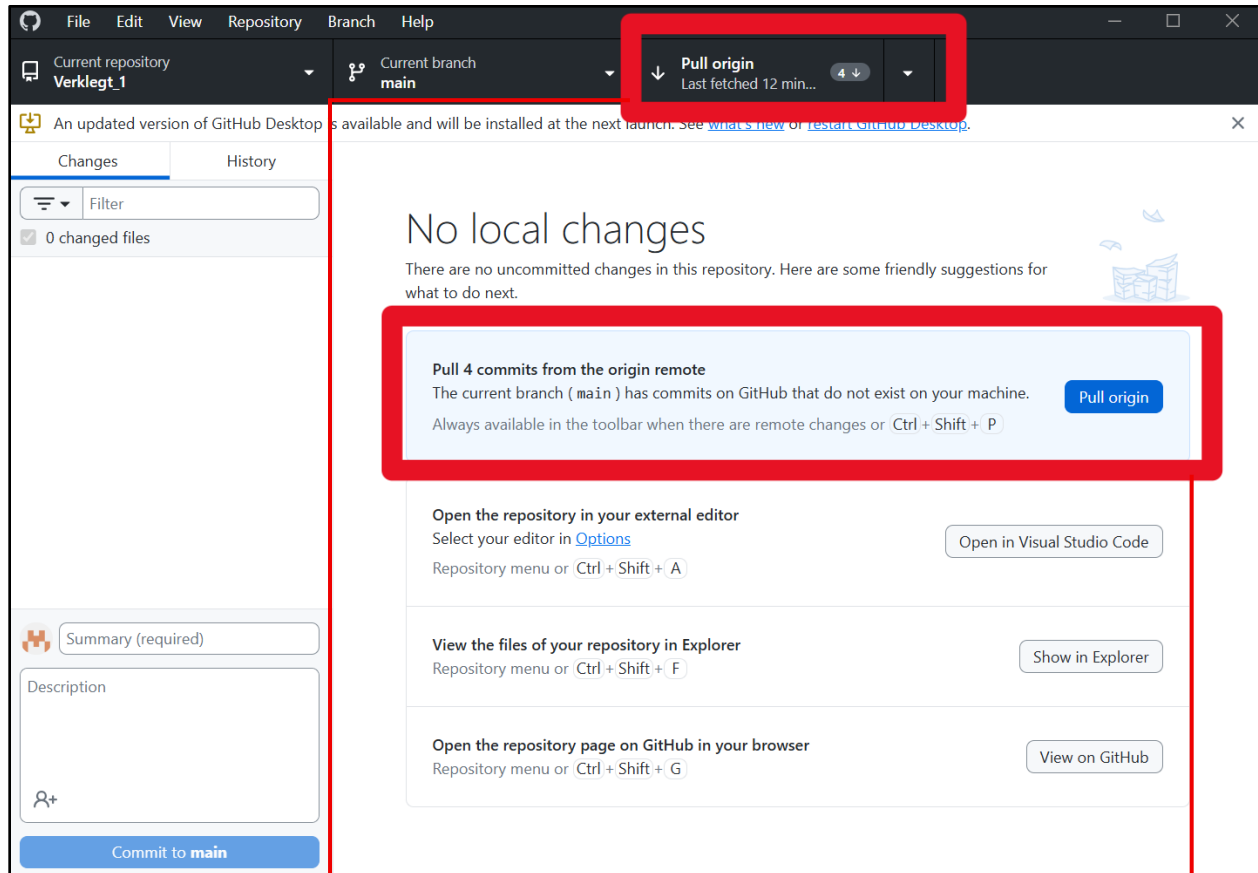 File Edit View Repository Branch Help
Current repository
Verklegt_1
Current branch
main
Pull origin
Last fetched 12 min...
4
An updated version of GitHub Desktop is available and will be installed at the next launch. See what's new or restart GitHub Desktop.
Changes History
Filter
0 changed files
No local changes
There are no uncommitted changes in this repository. Here are some friendly suggestions for
what to do next.
Pull 4 commits from the origin remote
The current branch (main) has commits on GitHub that do not exist on your machine.
Always available in the toolbar when there are remote changes or Ctrl+Shift+P
Pull origin
Open the repository in your external editor
Select your editor in Options
Repository menu or Ctrl+Shift+A
Open in Visual Studio Code
View the files of your repository in Explorer
Repository menu or Ctrl+Shift+F
Show in Explorer
Open the repository page on GitHub in your browser
Repository menu or Ctrl+Shift+G
View on GitHub
Summary (required)
Description
Commit to main